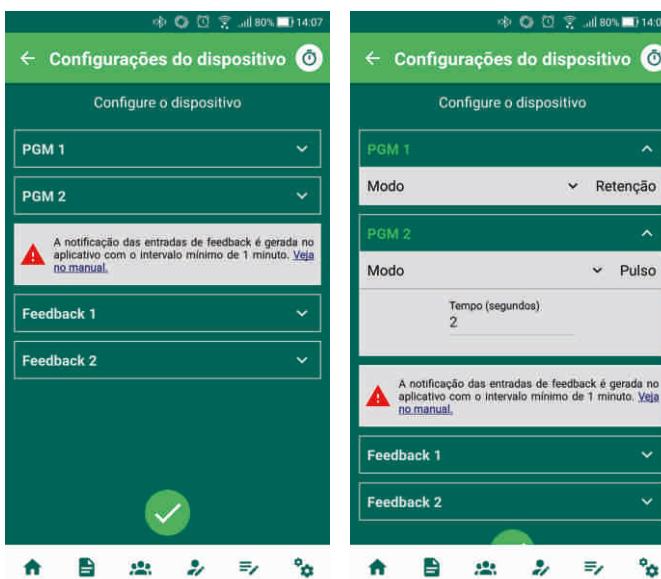 80% 14:07
Configurações do dispositivo
Configure o dispositivo
PGM 1
PGM 2
A notificação das entradas de feedback é gerada no
aplicativo com o intervalo mínimo de 1 minuto. Veja
no manual.
Feedback 1
Feedback 2
80% 14:0
Configurações do dispositivo
Configure o dispositivo
PGM 1
Modo Retenção
PGM 2
Modo Pulso
Tempo (segundos)
2
A notificação das entradas de feedback é gerada no
aplicativo com o intervalo mínimo de 1 minuto. Veja
no manual.
Feedback 1
Feedback 2